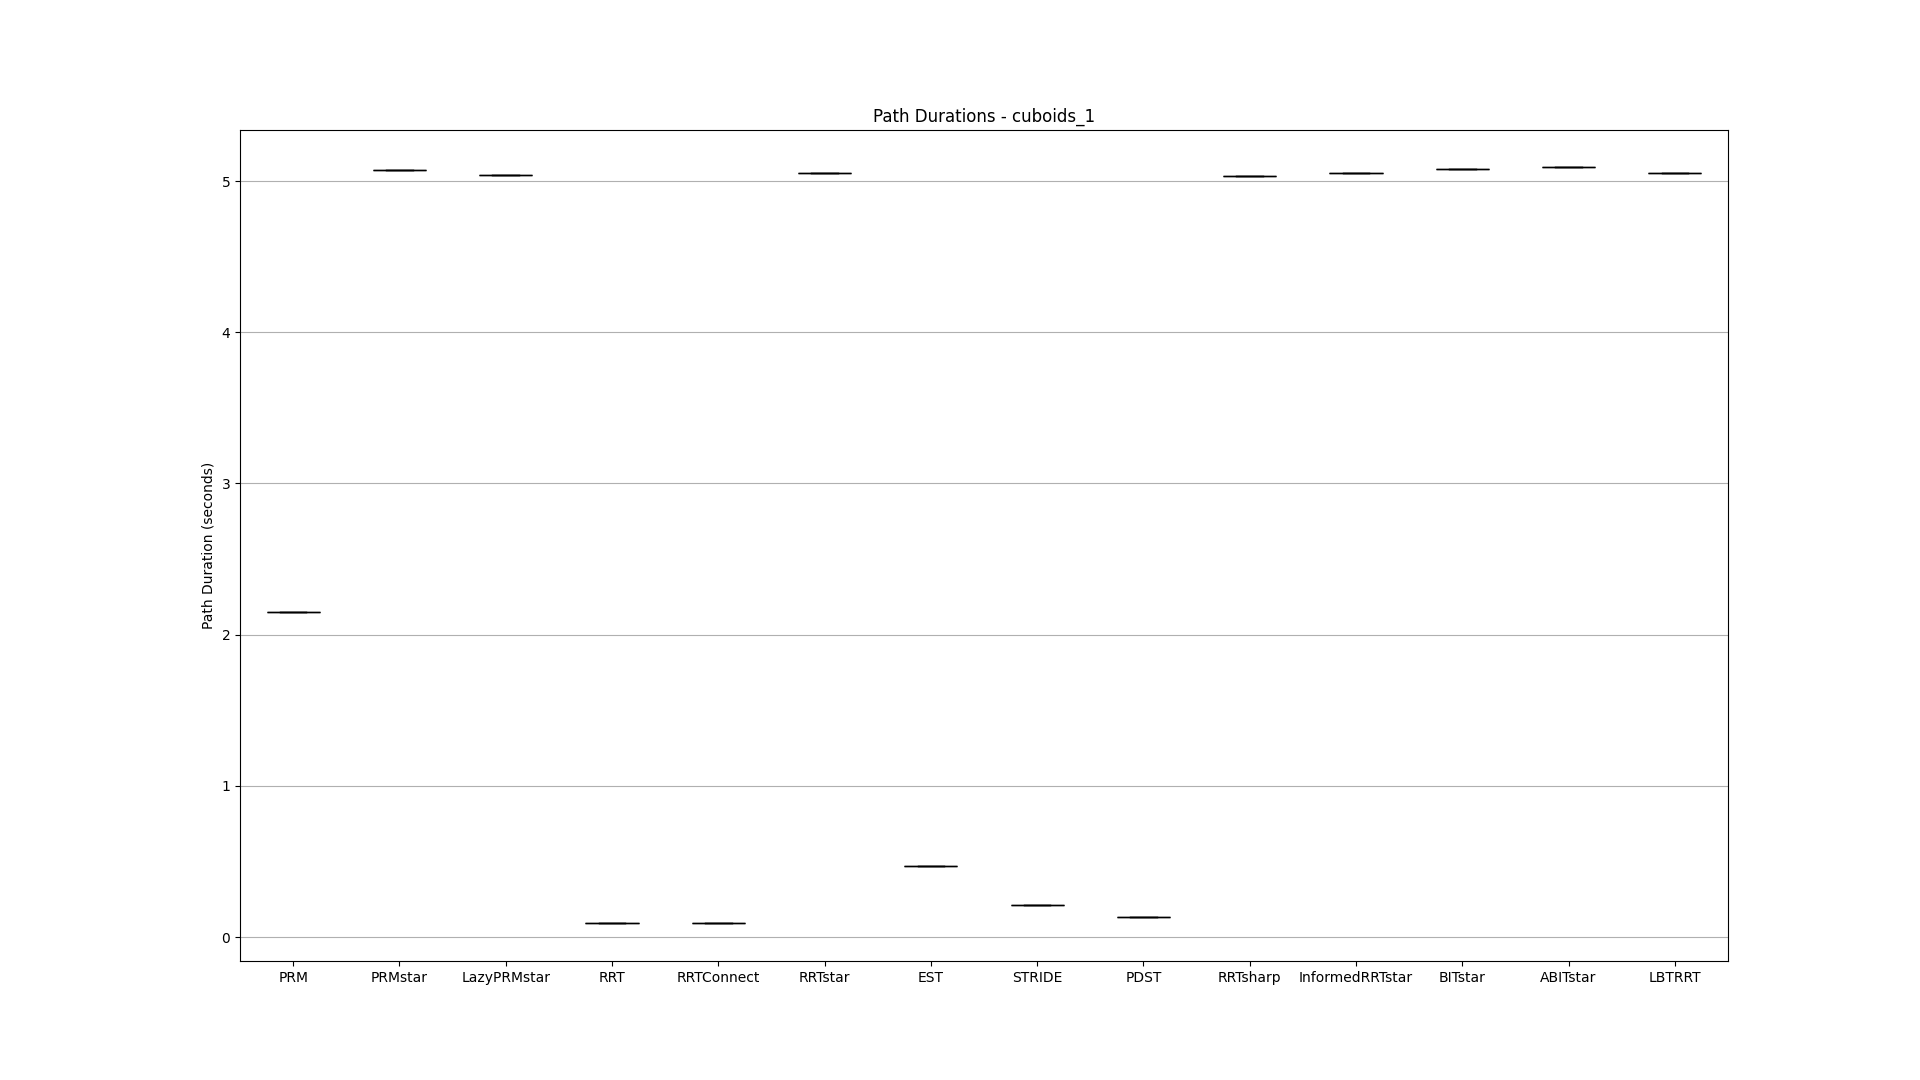 Path Durations - cuboids_1
Path Duration (seconds)
5
4
3
2
1
0
PRM PRMstar LazyPRMstar RRT RRTConnect RRTstar EST STRIDE PDST RRTsharp InformedRRTstar BITstar ABITstar LBTRRT